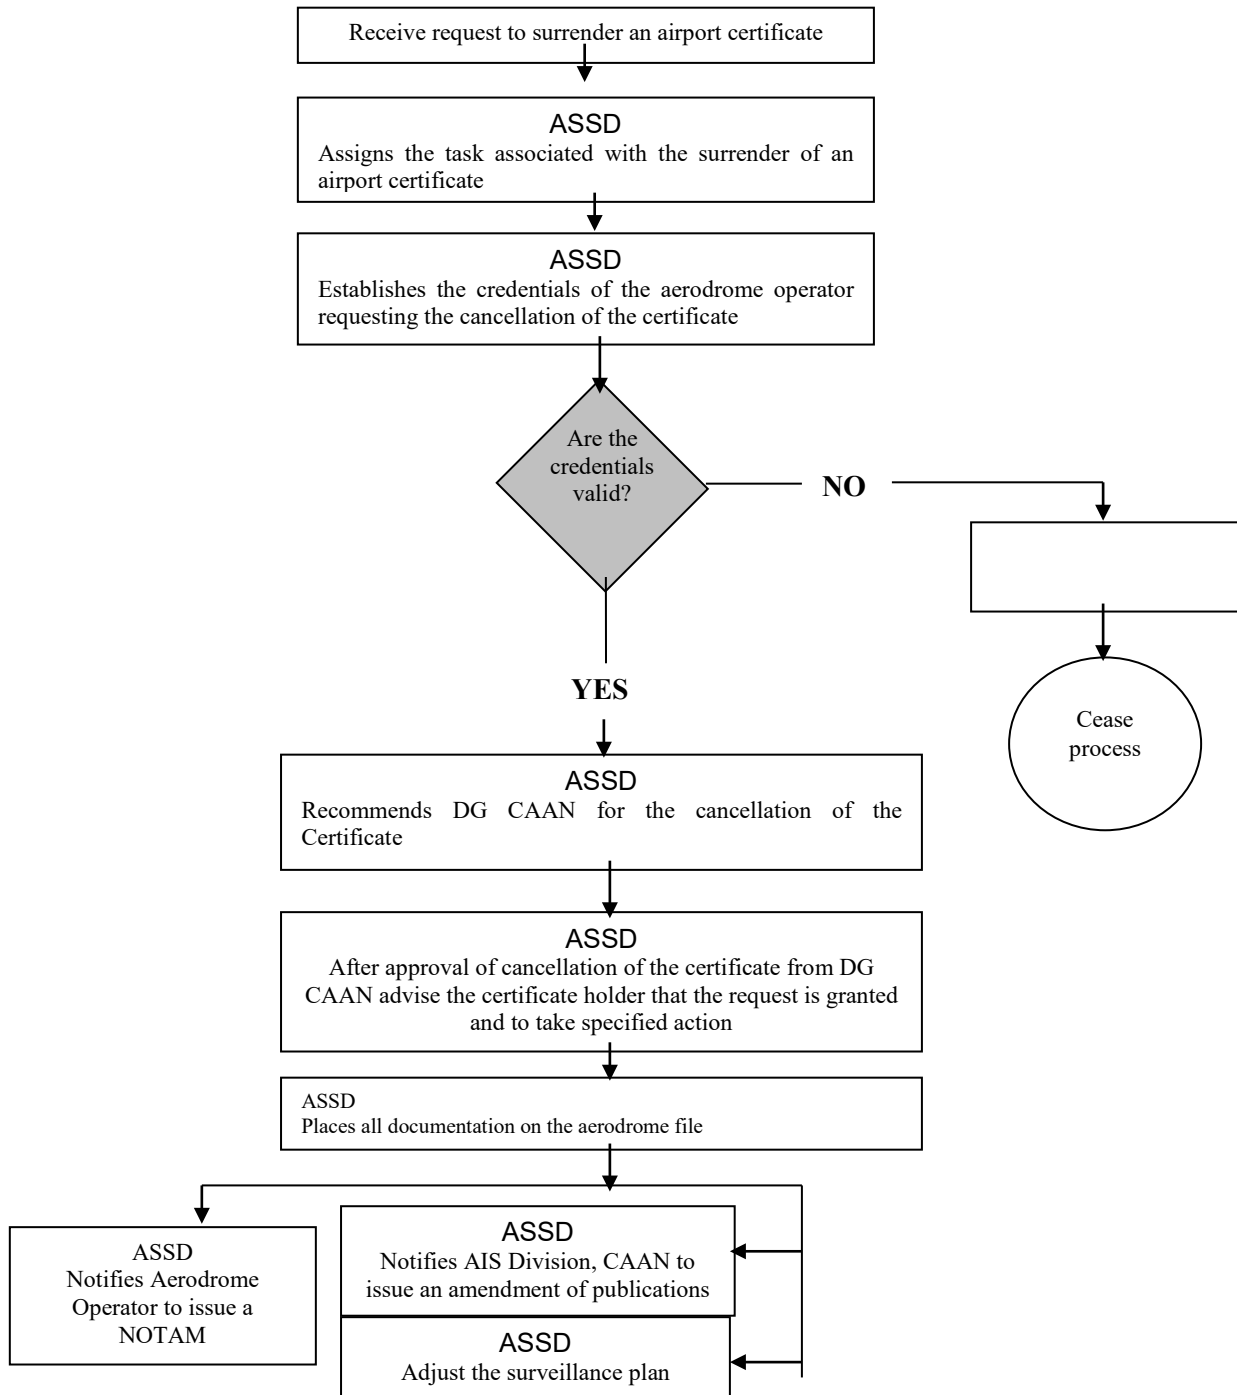 Receive request to surrender an airport certificate
ASSD
Assigns the task associated with the surrender of an
airport certificate
ASSD
Establishes the credentials of the aerodrome operator
requesting the cancellation of the certificate
Are the
credentials
valid?
NO
YES
Cease
process
ASSD
Recommends DG CAAN for the cancellation of the
Certificate
ASSD
After approval of cancellation of the certificate from DG
CAAN advise the certificate holder that the request is granted
and to take specified action
ASSD
Places all documentation on the aerodrome file
ASSD
Notifies Aerodrome
Operator to issue a
NOTAM
ASSD
Notifies AIS Division, CAAN to
issue an amendment of publications
ASSD
Adjust the surveillance plan